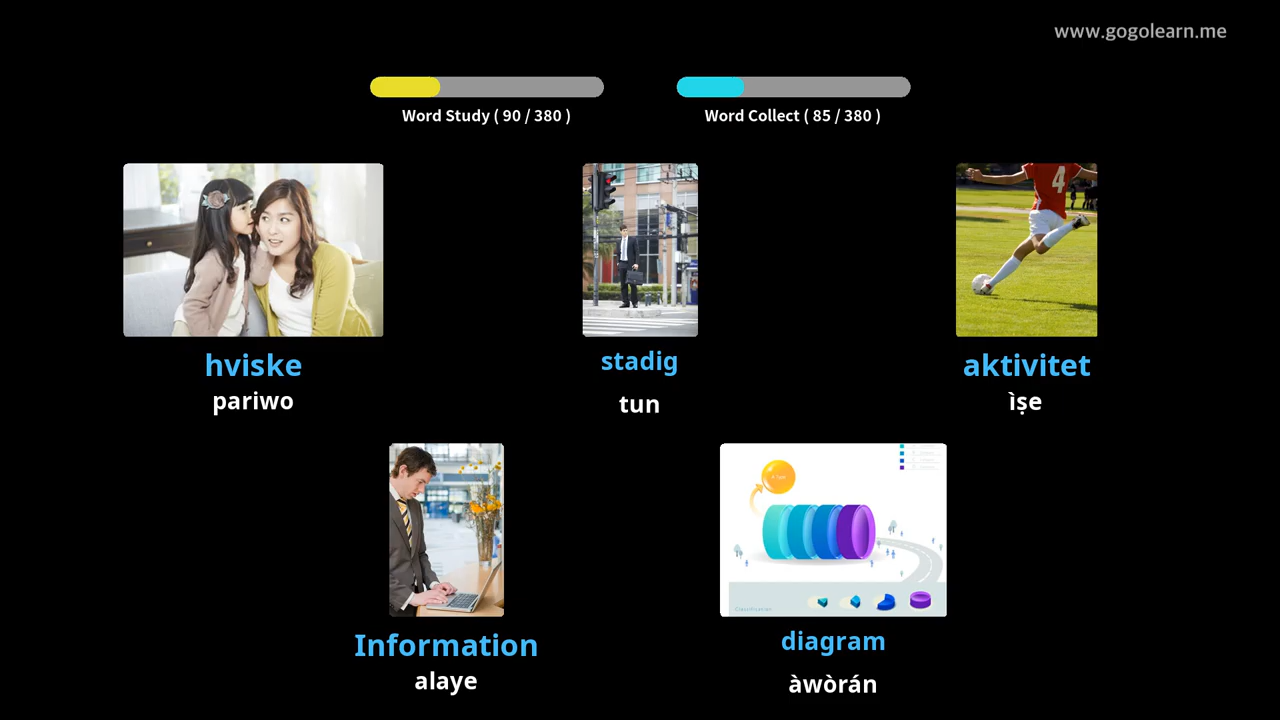 www.gogolearn.me
Word Study ( 90 / 380 )
Word Collect ( 85 / 380 )
4
hviske
pariwo
stadig
tun
aktivitet
ìṣe
Information
alaye
diagram
àwòrán